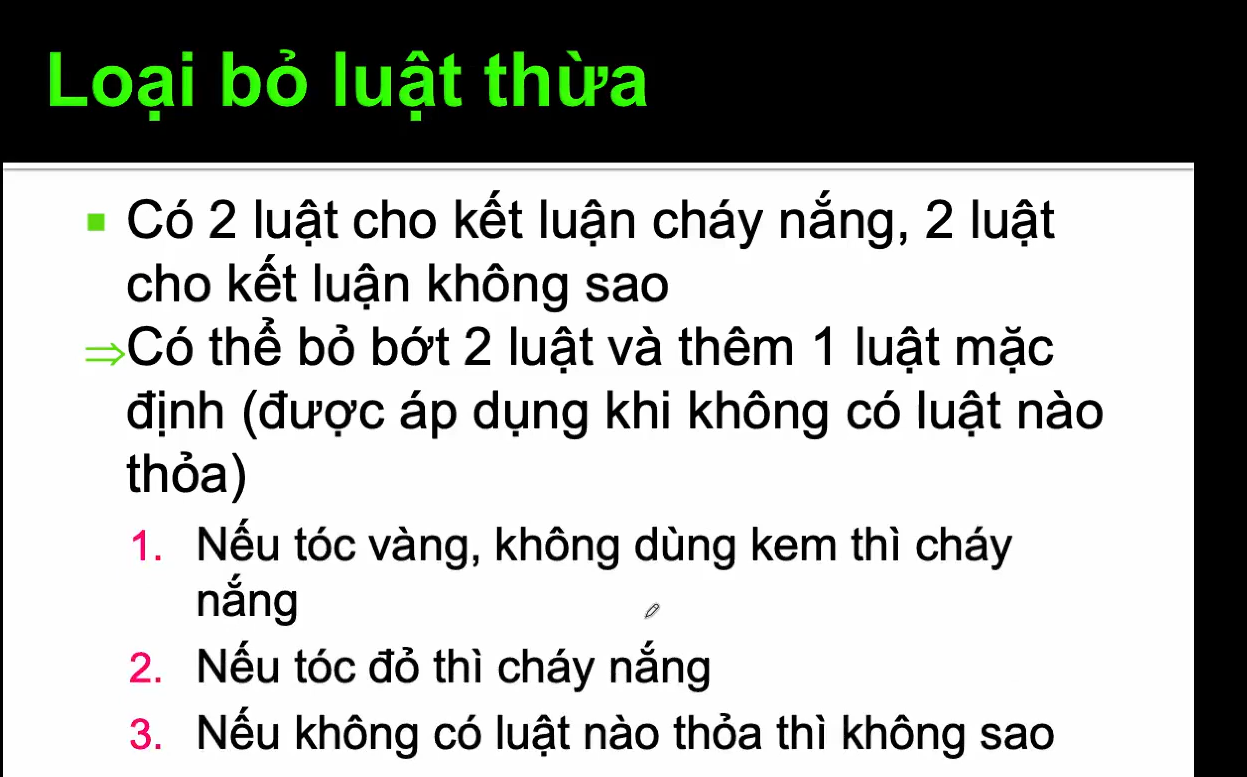 Loại bỏ luật thừa
▪ Có 2 luật cho kết luận cháy nắng, 2 luật
cho kết luận không sao
⇒Có thể bỏ bớt 2 luật và thêm 1 luật mặc
định (được áp dụng khi không có luật nào
thỏa)
1. Nếu tóc vàng, không dùng kem thì cháy
nắng
2. Nếu tóc đỏ thì cháy nắng
3. Nếu không có luật nào thỏa thì không sao